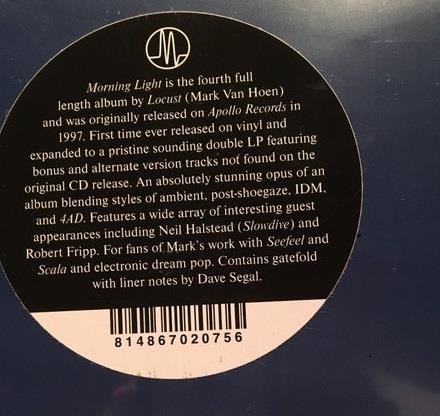 Morning Light is the fourth full
length album by Locust (Mark Van Hoen)
and was originally released on Apollo Records in
1997. First time ever released on vinyl and
expanded to a pristine sounding double LP featuring
bonus and alternate version tracks not found on the
original CD release. An absolutely stunning opus of an
album blending styles of ambient, post-shoegaze, IDM,
and 4AD. Features a wide array of interesting guest
appearances including Neil Halstead (Slowdive) and
Robert Fripp. For fans of Mark's work with Seefeel and
Scala and electronic dream pop. Contains gatefold
with liner notes by Dave Segal.
814867020756